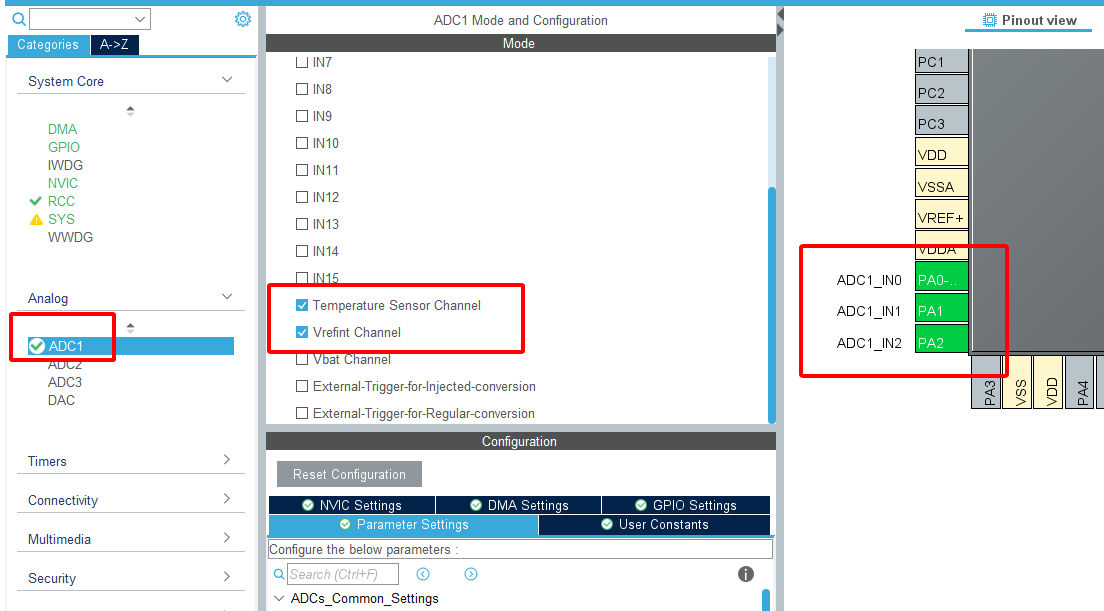 Categories
A->Z
System Core
DMA
GPIO
IWDG
NVIC
RCC
SYS
WWDG
Analog
ADC1
ADC2
ADC3
DAC
Timers
Connectivity
Multimedia
Security
ADC1 Mode and Configuration
Mode
IN7
IN8
IN9
IN10
IN11
IN12
IN13
IN14
IN15
Temperature Sensor Channel
Vrefint Channel
Vbat Channel
External-Trigger-for-Injected-conversion
External-Trigger-for-Regular-conversion
Configuration
Reset Configuration
NVIC Settings
DMA Settings
GPIO Settings
Parameter Settings
User Constants
Configure the below parameters :
Search (Ctrl+F)
ADCs_Common_Settings
Pinout view
PC1
PC2
PC3
VDD
VSSA
VREF+
VDDA
ADC1_IN0 PA0-..
ADC1_IN1 PA1
ADC1_IN2 PA2
PA3
VSS
VDD
PA4